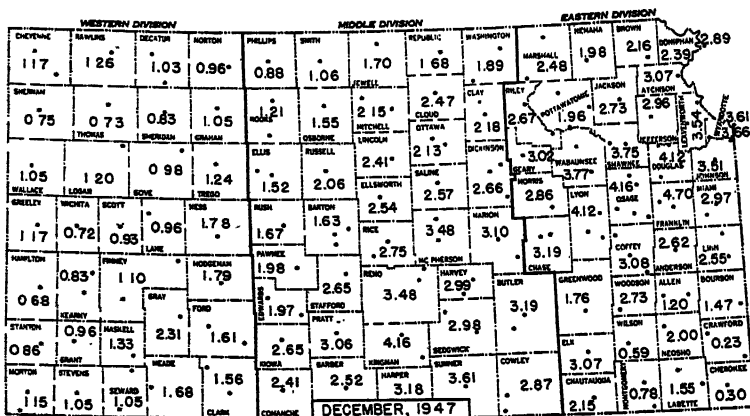 WESTERN DIVISION MIDDLE DIVISION EASTERN DIVISION
CHEYENNE RAWLINS DECATUR NORTON PHILLIPS SMITH REPUBLIC WASHINGTON MARSHALL NEMAHA BROWN DONIPHAN 2.89
1.17 1.26 1.03 0.96 0.88 1.06 1.70 1.68 1.89 2.48 1.98 2.16 2.39
JEWELL
SHERMAN ROOKS CLAY RILEY POTTAWATOMIE JACKSON 3.07 ATCHISON
0.75 0.73 0.83 1.05 1.21 1.55 2.15 2.47 2.18 2.67 1.96 2.73 2.96 3.54 3.61
THOMAS SHERIDAN GRAHAM OSBORNE MITCHELL CLOUD JEFFERSON LEAVENWORTH 3.66
ELLIS RUSSELL LINCOLN OTTAWA DICKINSON
1.05 1.20 0.98 1.24 1.52 2.06 2.41 2.13 2.66 3.02 3.77 3.75 4.12 3.61
WALLACE LOGAN GOVE TREGO ELLSWORTH SALINE GEARY WABAUNSEE SHAWNEE DOUGLAS JOHNSON
2.54 2.57
GREELEY WICHITA SCOTT LANE NESS RUSH BARTON RICE MC PHERSON MARION MORRIS LYON OSAGE FRANKLIN MIAMI
1.17 0.72 0.93 0.96 1.78 1.67 1.63 2.75 3.48 3.10 2.86 4.12 4.16 4.70 2.97
HAMILTON KEARNY FINNEY HODGEMAN PAWNEE STAFFORD RENO HARVEY BUTLER CHASE COFFEY ANDERSON LINN
0.68 0.83 1.10 1.79 1.98 2.65 3.48 2.99 3.19 3.19 3.08 2.62 2.55
GRAY FORD EDWARDS PRATT SEDGWICK GREENWOOD WOODSON ALLEN BOURBON
2.31 1.61 1.97 3.06 2.98 1.76 2.73 1.20 1.47
STANTON GRANT HASKELL KIOWA KINGMAN ELK WILSON NEOSHO CRAWFORD
0.86 0.96 1.33 2.65 4.16 3.07 0.59 2.00 0.23
MORTON STEVENS SEWARD MEADE CLARK COMANCHE BARBER HARPER SUMNER COWLEY CHAUTAUQUA MONTGOMERY LABETTE CHEROKEE
1.15 1.05 1.05 1.68 1.56 2.41 2.52 3.18 3.61 2.87 2.15 0.78 1.55 0.30
DECEMBER, 1947